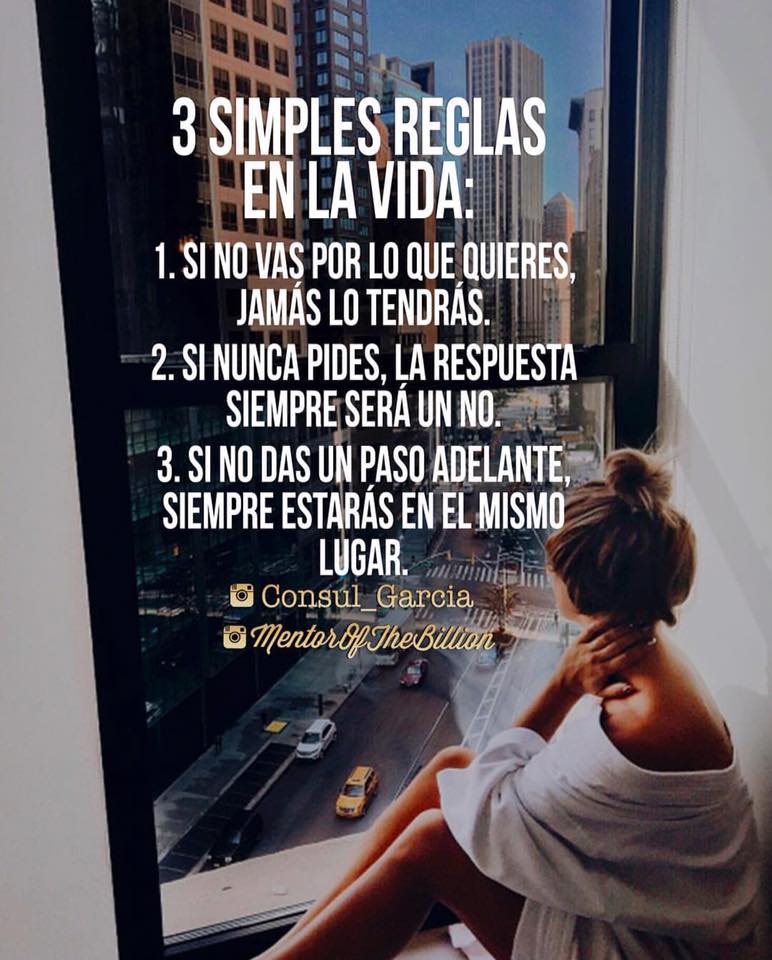 3 SIMPLES REGLAS
EN LA VIDA:
1. SI NO VAS POR LO QUE QUIERES,
JAMÁS LO TENDRÁS.
2. SI NUNCA PIDES, LA RESPUESTA
SIEMPRE SERÁ UN NO.
3. SI NO DAS UN PASO ADELANTE,
SIEMPRE ESTARÁS EN EL MISMO
LUGAR.
Consul_Garcia
MentorOfTheBillion